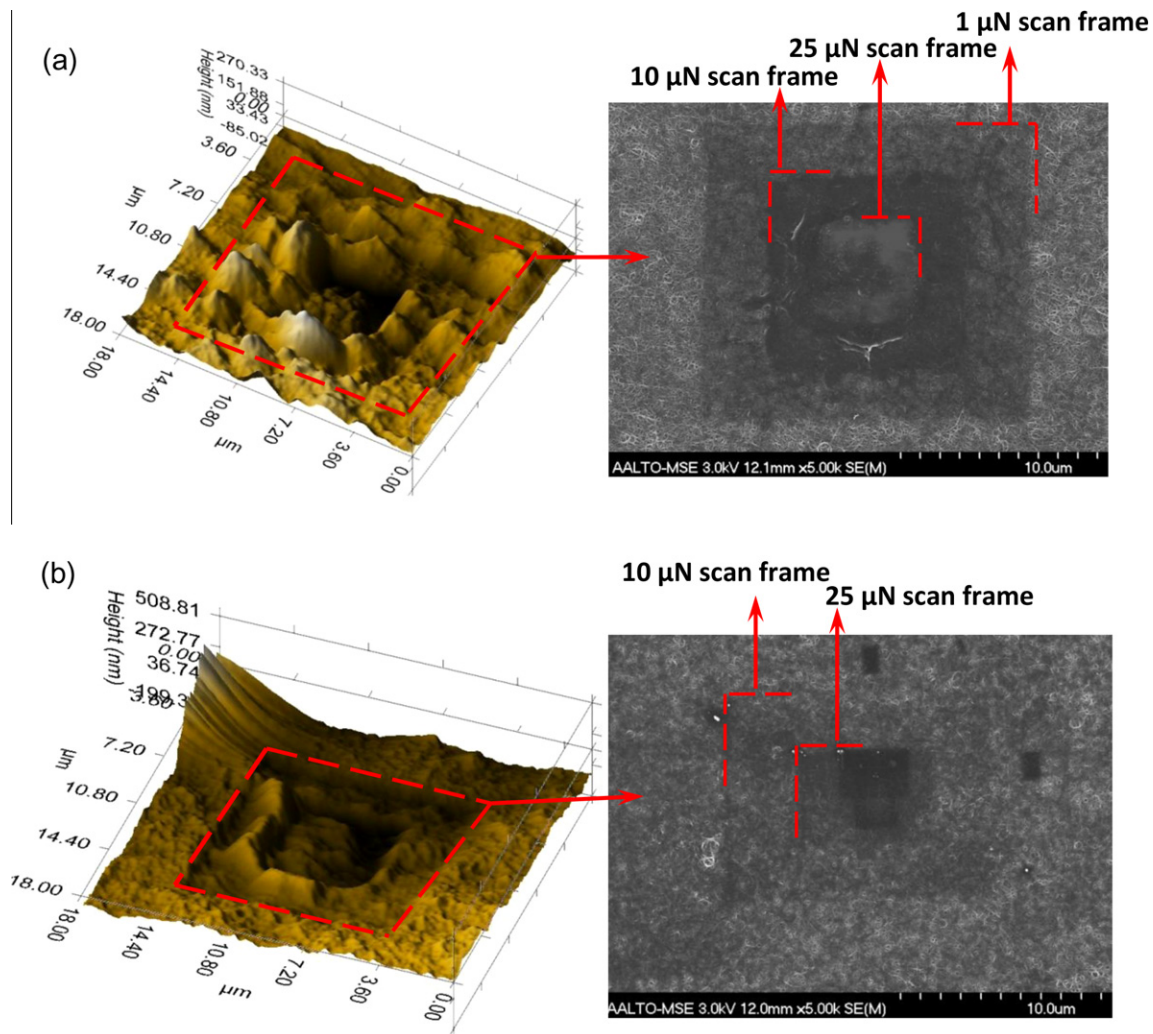 (a)
270.33
151.88
0.00
33.43
-85.02
Height (nm)
3.60
7.20
10.80
14.40
18.00
µm
18.00
14.40
10.80
7.20
3.60
0.00
µm
1 µN scan frame
25 µN scan frame
10 µN scan frame
AALTO-MSE 3.0kV 12.1mm x5.00k SE(M) 10.0um
(b)
508.81
272.77
0.00
36.74
Height (nm)
7.20
10.80
14.40
18.00
µm
18.00
14.40
10.80
7.20
3.60
0.00
µm
10 µN scan frame
25 µN scan frame
AALTO-MSE 3.0kV 12.0mm x5.00k SE(M) 10.0um